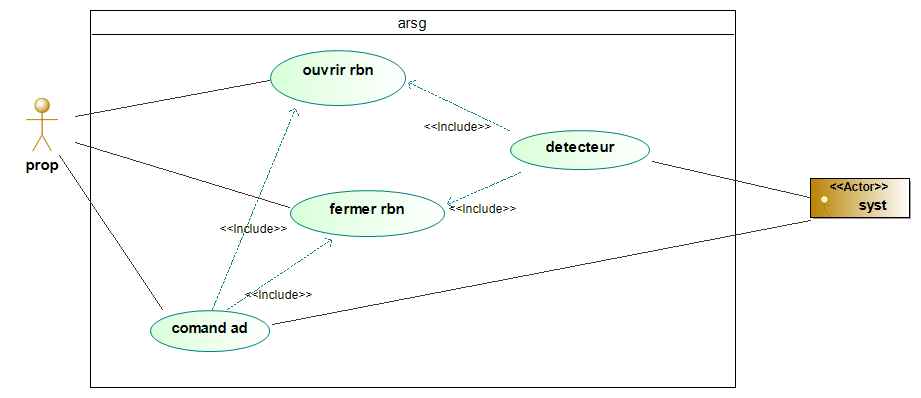 arsg
ouvrir rbn
<<Include>>
detecteur
prop
<<Actor>>
syst
fermer rbn
<<Include>>
<<Include>>
<<Include>>
comand ad